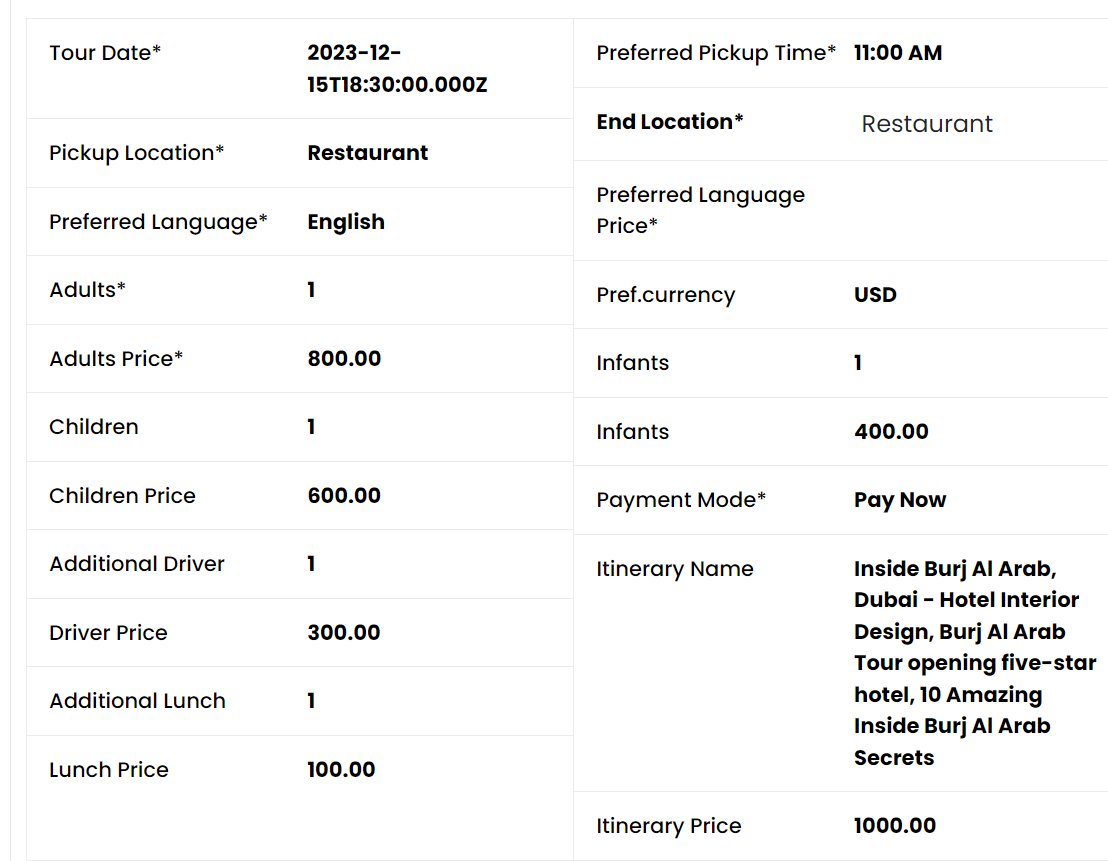 Tour Date*
2023-12-
15T18:30:00.000Z
Pickup Location*
Restaurant
Preferred Language*
English
Adults*
1
Adults Price*
800.00
Children
1
Children Price
600.00
Additional Driver
1
Driver Price
300.00
Additional Lunch
1
Lunch Price
100.00
Preferred Pickup Time*
11:00 AM
End Location*
Restaurant
Preferred Language
Price*
Pref.currency
USD
Infants
1
Infants
400.00
Payment Mode*
Pay Now
Itinerary Name
Inside Burj Al Arab,
Dubai - Hotel Interior
Design, Burj Al Arab
Tour opening five-star
hotel, 10 Amazing
Inside Burj Al Arab
Secrets
Itinerary Price
1000.00